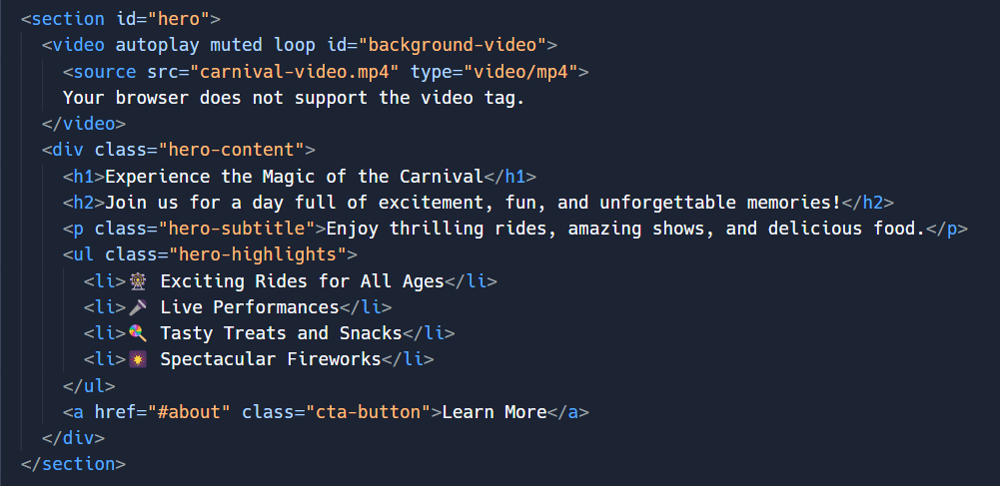 <section id="hero">
<video autoplay muted loop id="background-video">
<source src="carnival-video.mp4" type="video/mp4">
Your browser does not support the video tag.
</video>
<div class="hero-content">
<h1>Experience the Magic of the Carnival</h1>
<h2>Join us for a day full of excitement, fun, and unforgettable memories!</h2>
<p class="hero-subtitle">Enjoy thrilling rides, amazing shows, and delicious food.</p>
<ul class="hero-highlights">
<li>🎡 Exciting Rides for All Ages</li>
<li>🎤 Live Performances</li>
<li>🍭 Tasty Treats and Snacks</li>
<li>🎆 Spectacular Fireworks</li>
</ul>
<a href="#about" class="cta-button">Learn More</a>
</div>
</section>